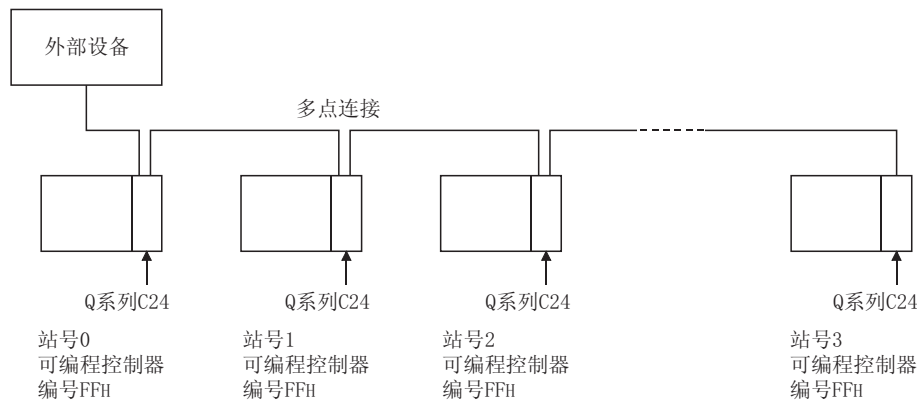 外部设备
多点连接
Q系列C24
Q系列C24
Q系列C24
Q系列C24
站号0
可编程控制器
编号FFH
站号1
可编程控制器
编号FFH
站号2
可编程控制器
编号FFH
站号3
可编程控制器
编号FFH